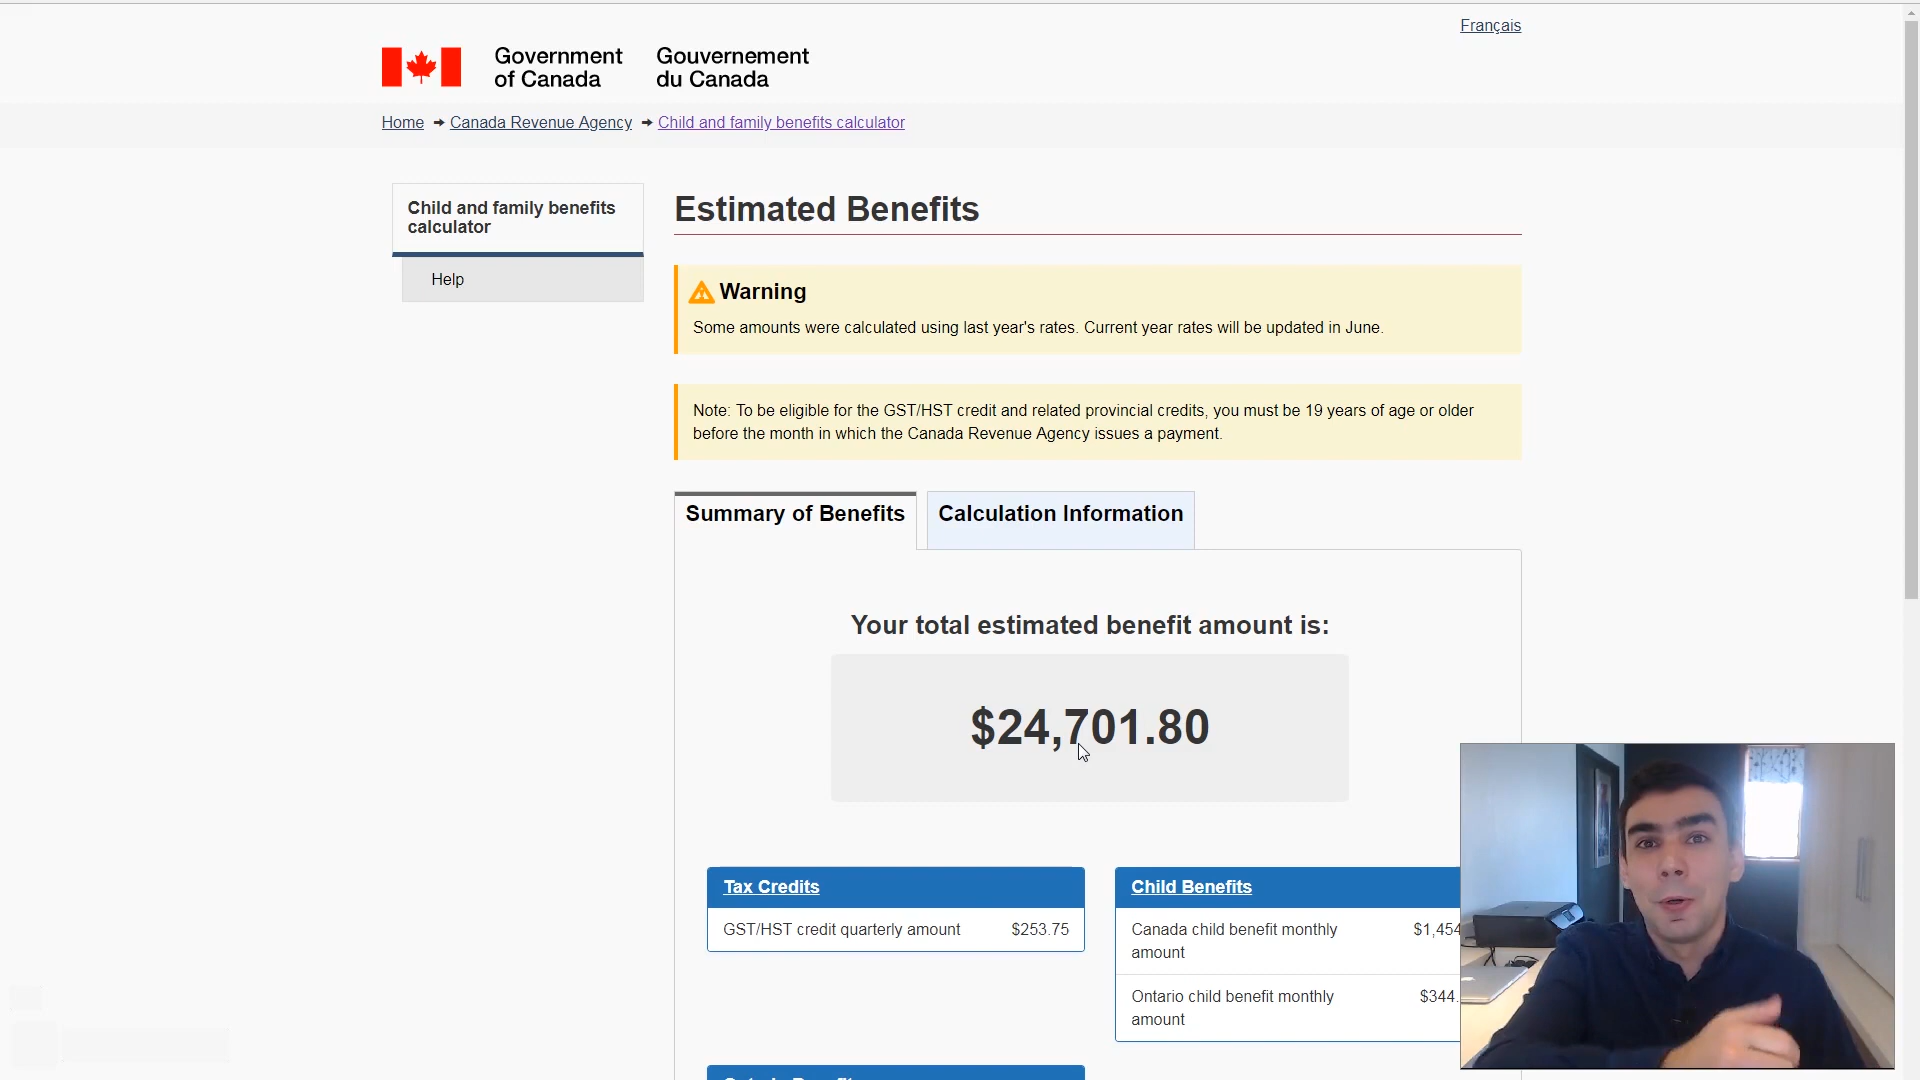 Français
Government
of Canada
Gouvernement
du Canada
Home → Canada Revenue Agency → Child and family benefits calculator
Child and family benefits
calculator
Help
Estimated Benefits
Warning
Some amounts were calculated using last year's rates. Current year rates will be updated in June.
Note: To be eligible for the GST/HST credit and related provincial credits, you must be 19 years of age or older
before the month in which the Canada Revenue Agency issues a payment.
Summary of Benefits
Calculation Information
Your total estimated benefit amount is:
$24,701.80
Tax Credits
GST/HST credit quarterly amount $253.75
Child Benefits
Canada child benefit monthly $1,454
amount
Ontario child benefit monthly $344.
amount